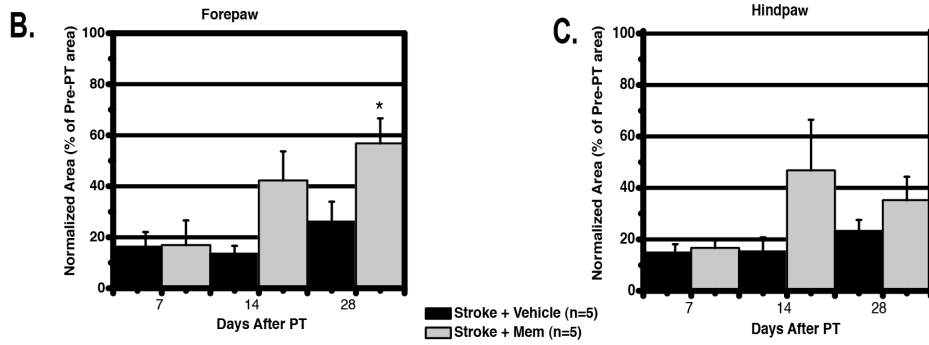 B.
Forepaw
Normalized Area (% of Pre-PT area)
100
80
60
40
20
0
*
7
14
28
Days After PT
C.
Hindpaw
Normalized Area (% of Pre-PT area)
100
80
60
40
20
0
7
14
28
Days After PT
Stroke + Vehicle (n=5)
Stroke + Mem (n=5)